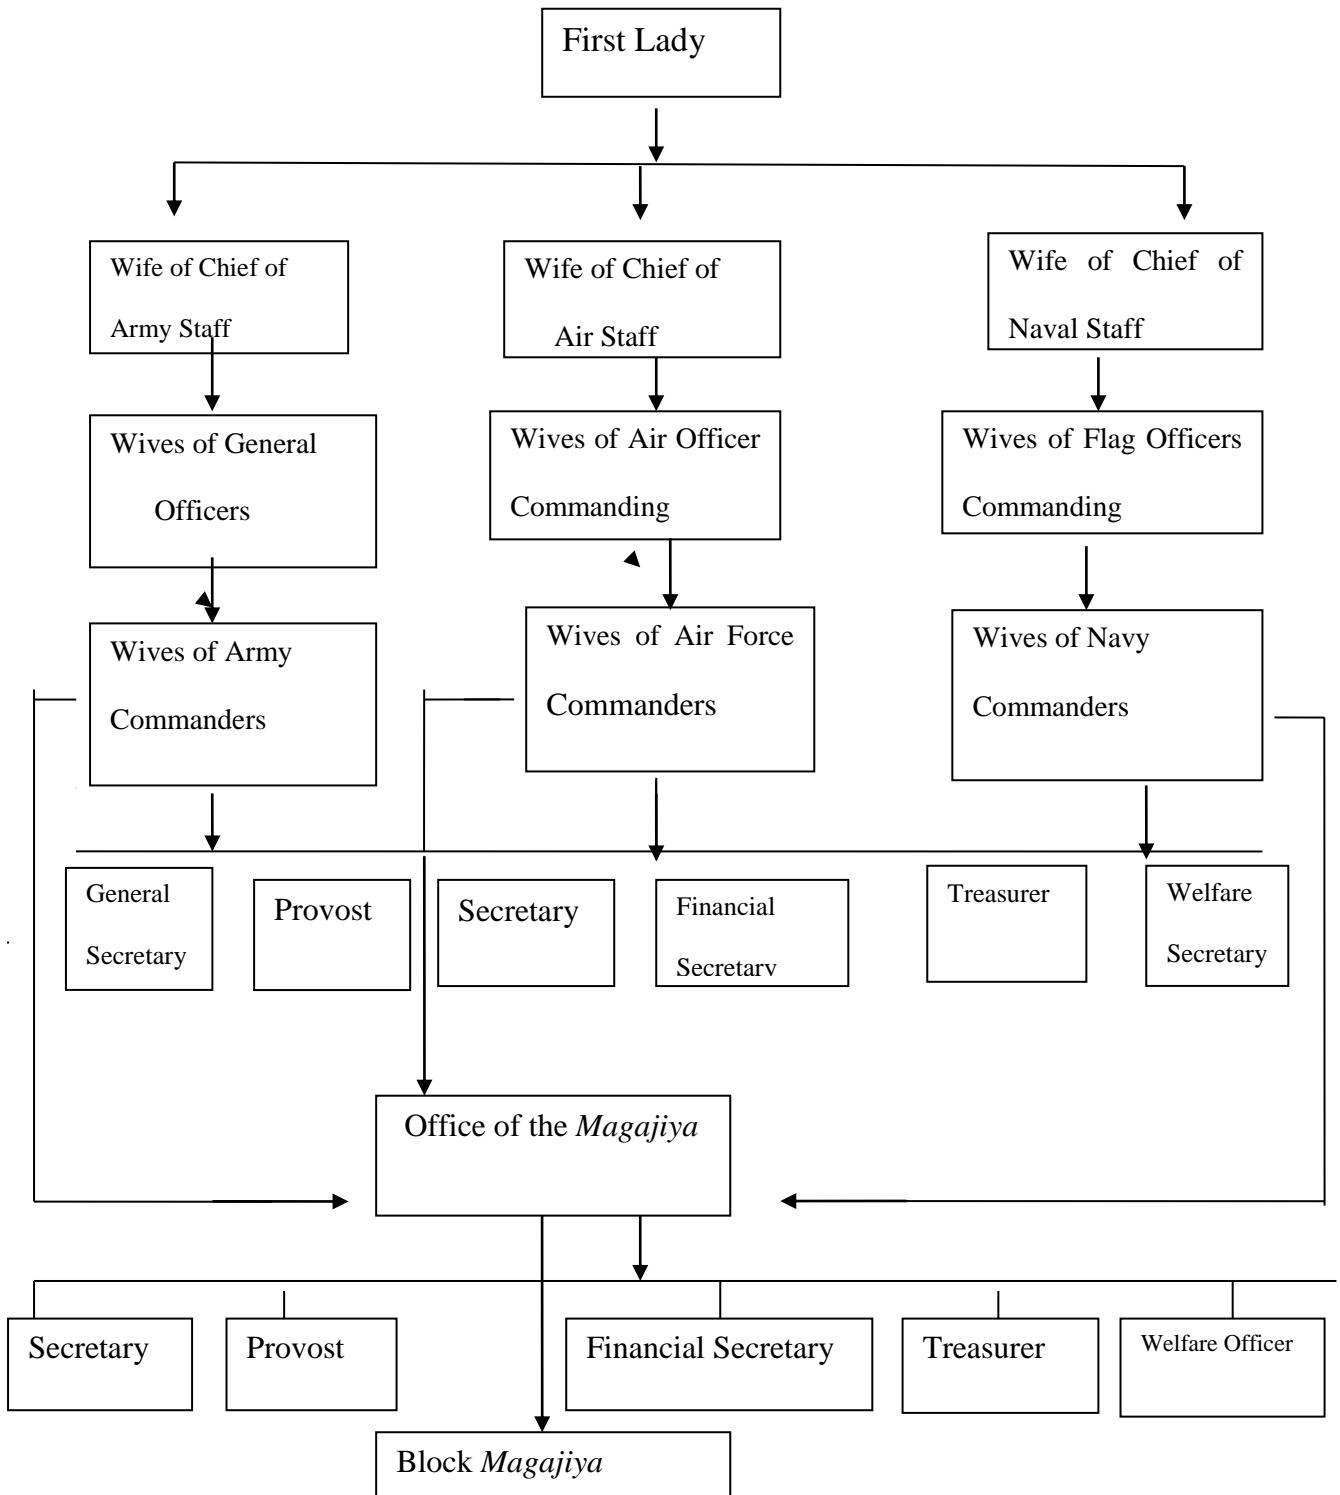 First Lady
Wife of Chief of
Army Staff
Wife of Chief of
Air Staff
Wife of Chief of
Naval Staff
Wives of General
Officers
Wives of Air Officer
Commanding
Wives of Flag Officers
Commanding
Wives of Army
Commanders
Wives of Air Force
Commanders
Wives of Navy
Commanders
General
Secretary
Provost
Secretary
Financial
Secretary
Treasurer
Welfare
Secretary
Office of the Magajiya
Secretary
Provost
Financial Secretary
Treasurer
Welfare Officer
Block Magajiya